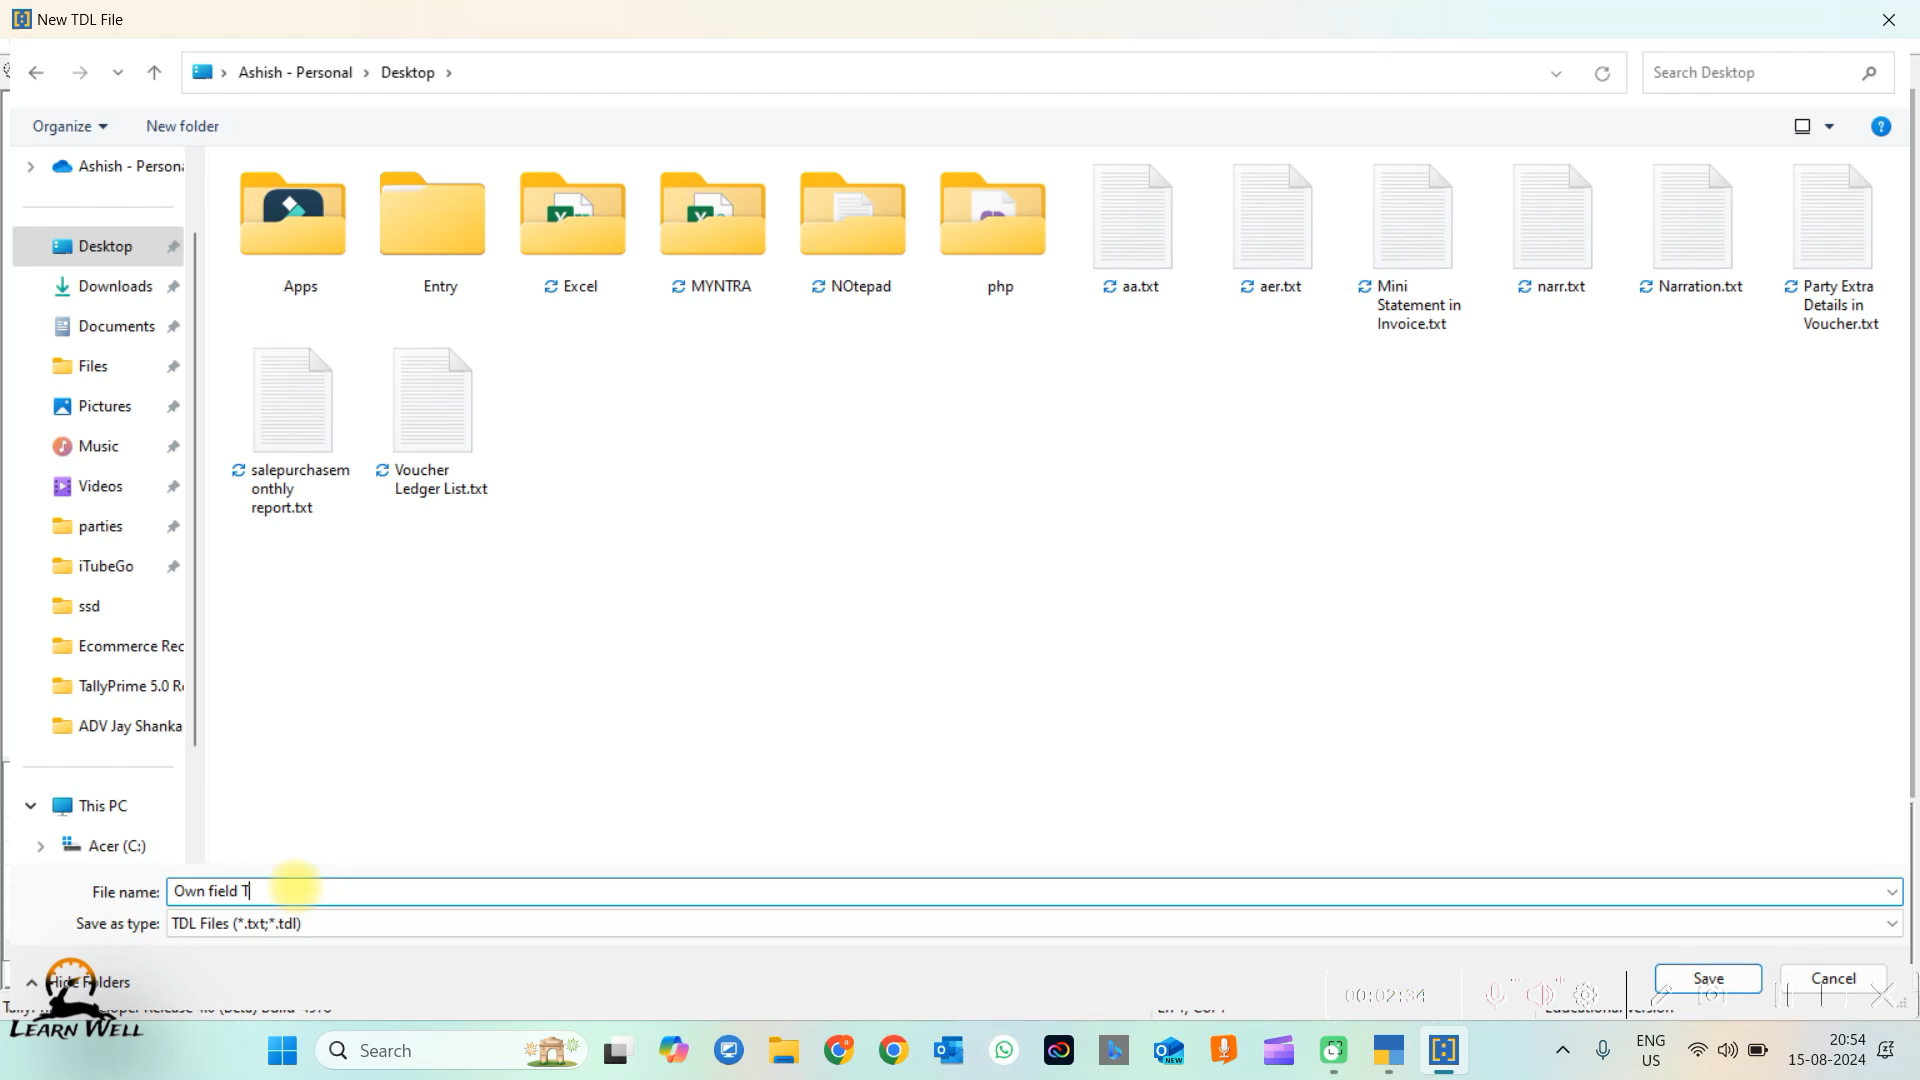 New TDL File
Ashish - Personal
Desktop
Search Desktop
Organize
New folder
Ashish - Persona
Desktop
Downloads
Documents
Files
Pictures
Music
Videos
parties
iTubeGo
ssd
Ecommerce Rec
TallyPrime 5.0 Re
ADV Jay Shanka
This PC
Acer (C:)
Apps
Entry
Excel
MYNTRA
NOtepad
php
aa.txt
aer.txt
Mini
Statement in
Invoice.txt
narr.txt
Narration.txt
Party Extra
Details in
Voucher.txt
salepurchasem
onthly
report.txt
Voucher
Ledger List.txt
File name:
Own field T
Save as type:
TDL Files (*.txt;*.tdl)
Hide Folders
00:02:34
Save
Cancel
LEARN WELL
Search
NEW
ENG
US
20:54
15-08-2024